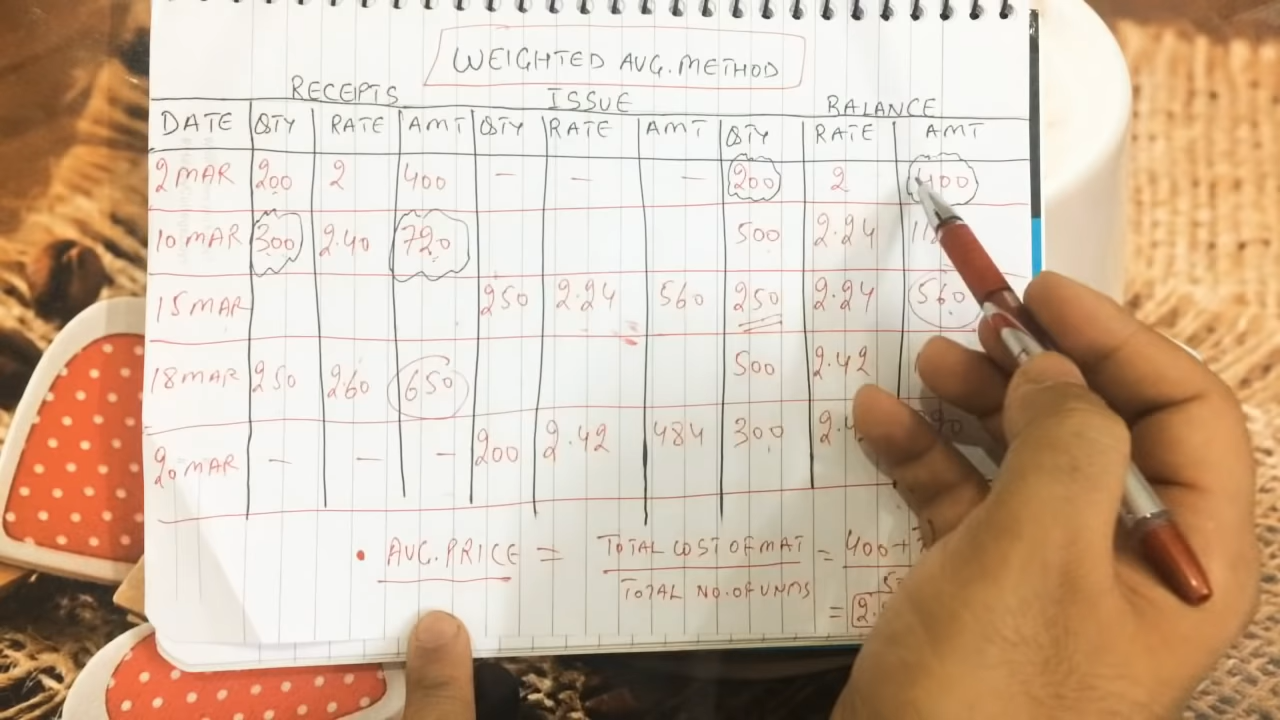 WEIGHTED AVG. METHOD
RECEIPTS ISSUE BALANCE
DATE QTY RATE AMT QTY RATE AMT QTY RATE AMT
2 MAR 200 2 400 — — — 200 2 400
10 MAR 300 2.40 720 500 2.24
15 MAR 250 2.24 560 250 2.24 560
18 MAR 250 2.60 650 500 2.42
20 MAR — — — 200 2.42 484 300
• AVG. PRICE = TOTAL COST OF MAT = 400+
TOTAL NO. OF UNITS
=